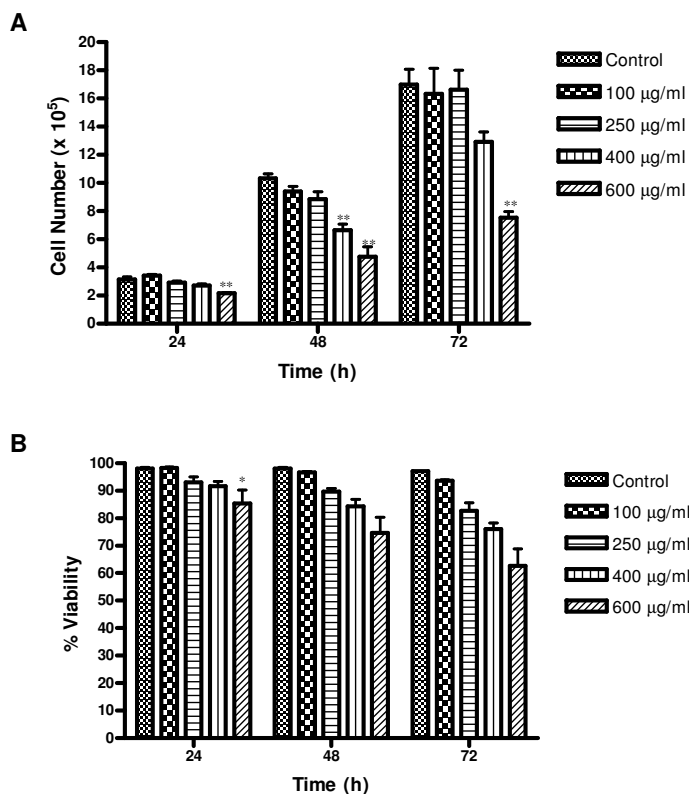 A
20
18
16
14
12
10
8
6
4
2
0
Cell Number (x 10⁵)
**
**
**
**
24
48
72
Time (h)
Control
100 μg/ml
250 μg/ml
400 μg/ml
600 μg/ml
B
100
90
80
70
60
50
40
30
20
10
0
% Viability
*
24
48
72
Time (h)
Control
100 μg/ml
250 μg/ml
400 μg/ml
600 μg/ml